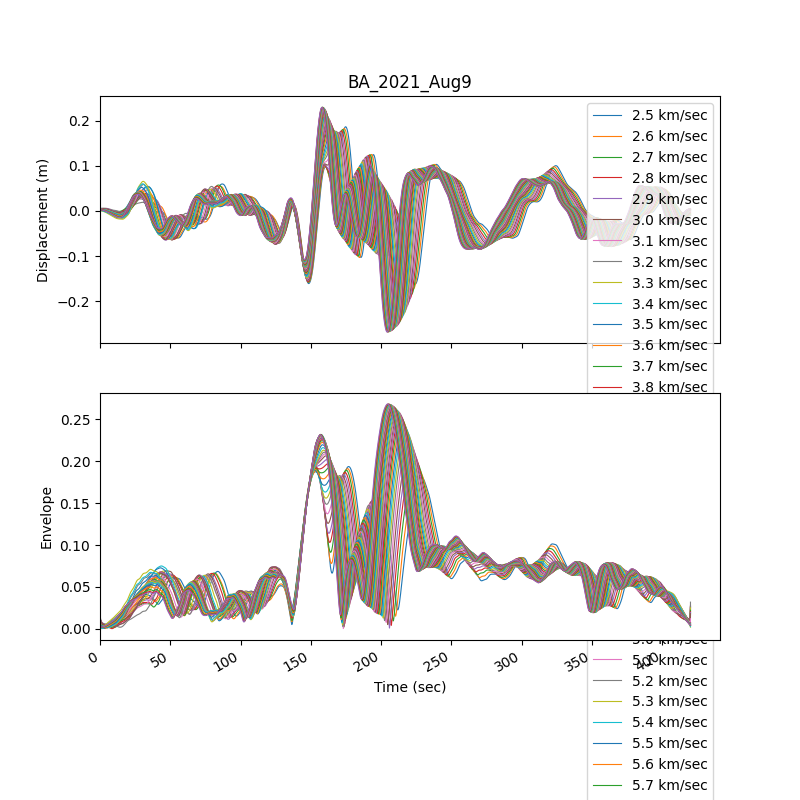 BA_2021_Aug9
Displacement (m)
0.2
0.1
0.0
−0.1
−0.2
2.5 km/sec
2.6 km/sec
2.7 km/sec
2.8 km/sec
2.9 km/sec
3.0 km/sec
3.1 km/sec
3.2 km/sec
3.3 km/sec
3.4 km/sec
3.5 km/sec
3.6 km/sec
3.7 km/sec
3.8 km/sec
Envelope
0.25
0.20
0.15
0.10
0.05
0.00
0
50
100
150
200
250
300
350
400
Time (sec)
5.1 km/sec
5.2 km/sec
5.3 km/sec
5.4 km/sec
5.5 km/sec
5.6 km/sec
5.7 km/sec